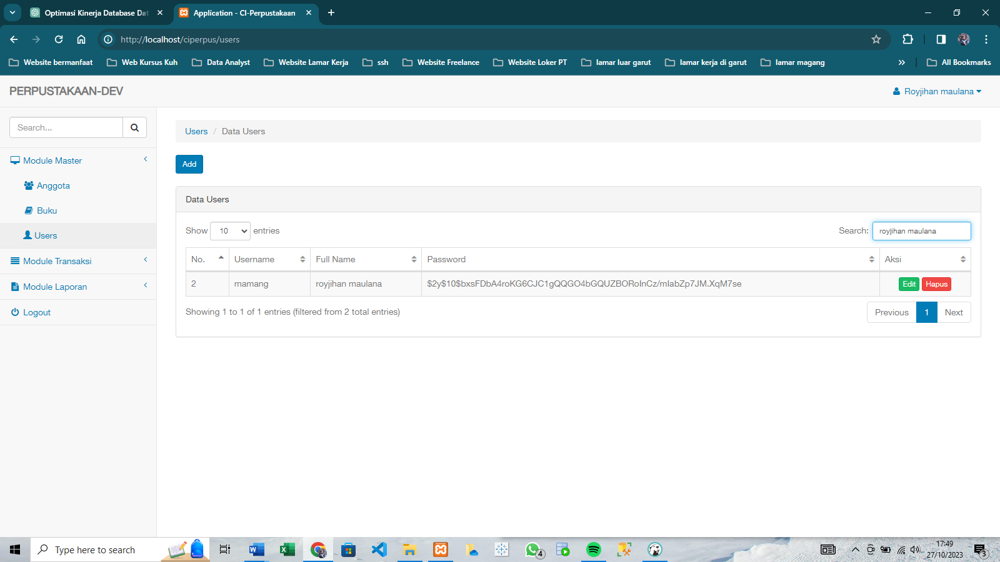 Optimasi Kinerja Database Dat
Application - CI-Perpustakaan
http://localhost/ciperpus/users
Website bermanfaat
Web Kursus Kuh
Data Analyst
Website Lamar Kerja
ssh
Website Freelance
Website Loker PT
lamar luar garut
lamar kerja di garut
lamar magang
All Bookmarks
PERPUSTAKAAN-DEV
Royjihan maulana
Search...
Module Master
Anggota
Buku
Users
Module Transaksi
Module Laporan
Logout
Users / Data Users
Add
Data Users
Show 10 entries
Search: royjihan maulana
No. Username Full Name Password Aksi
2 mamang royjihan maulana $2y$10$bxsFDbA4roKG6CJC1gQQGO4bGQUZBORoInCz/mIabZp7JM.XqM7se Edit Hapus
Showing 1 to 1 of 1 entries (filtered from 2 total entries)
Previous 1 Next
Type here to search
4
17:49
27/10/2023
3